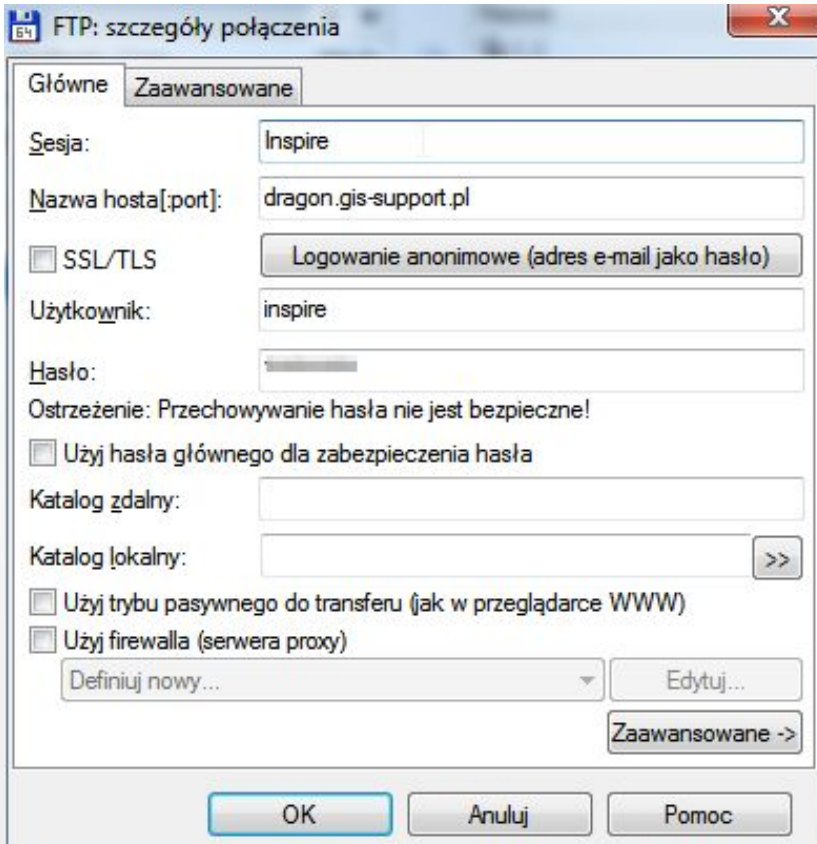 64 FTP: szczegóły połączenia
Główne Zaawansowane
Sesja: Inspire
Nazwa hosta[:port]: dragon.gis-support.pl
SSL/TLS Logowanie anonimowe (adres e-mail jako hasło)
Użytkownik: inspire
Hasło:
Ostrzeżenie: Przechowywanie hasła nie jest bezpieczne!
Użyj hasła głównego dla zabezpieczenia hasła
Katalog zdalny:
Katalog lokalny: >>
Użyj trybu pasywnego do transferu (jak w przeglądarce WWW)
Użyj firewalla (serwera proxy)
Definiuj nowy... Edytuj...
Zaawansowane ->
OK Anuluj Pomoc